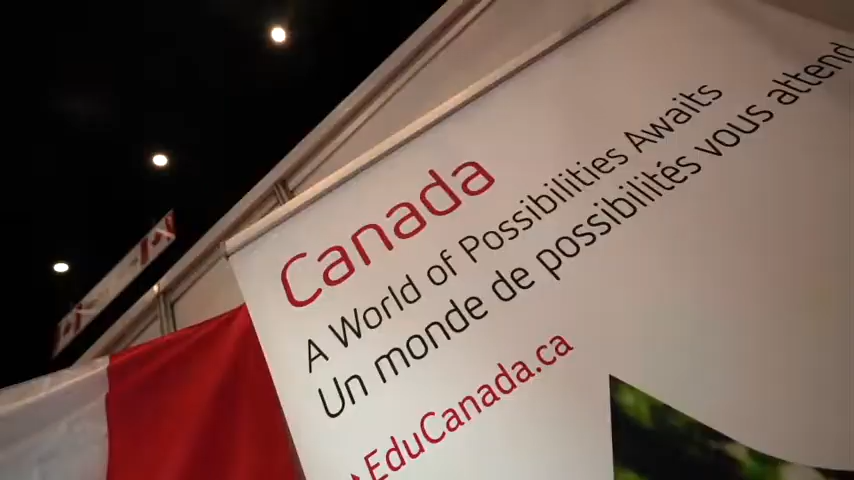 Canada
A World of Possibilities Awaits
Un monde de possibilités vous attend
EduCanada.ca